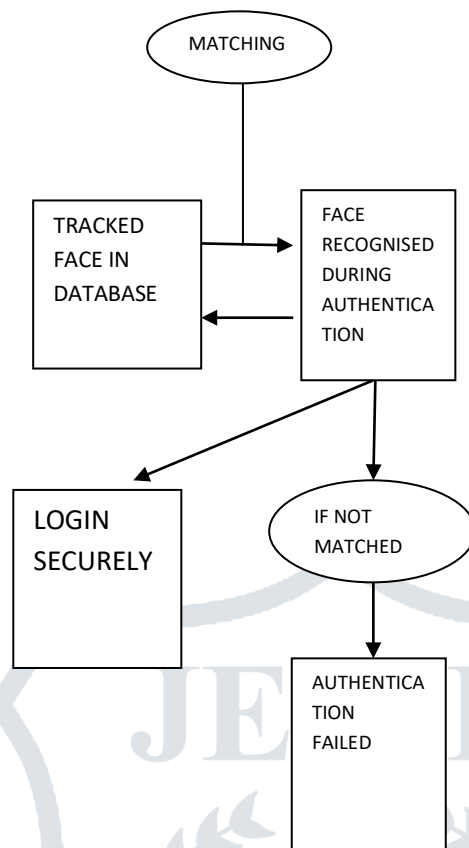 MATCHING
TRACKED
FACE IN
DATABASE
FACE
RECOGNISED
DURING
AUTHENTICA
TION
LOGIN
SECURELY
IF NOT
MATCHED
AUTHENTICA
TION
FAILED